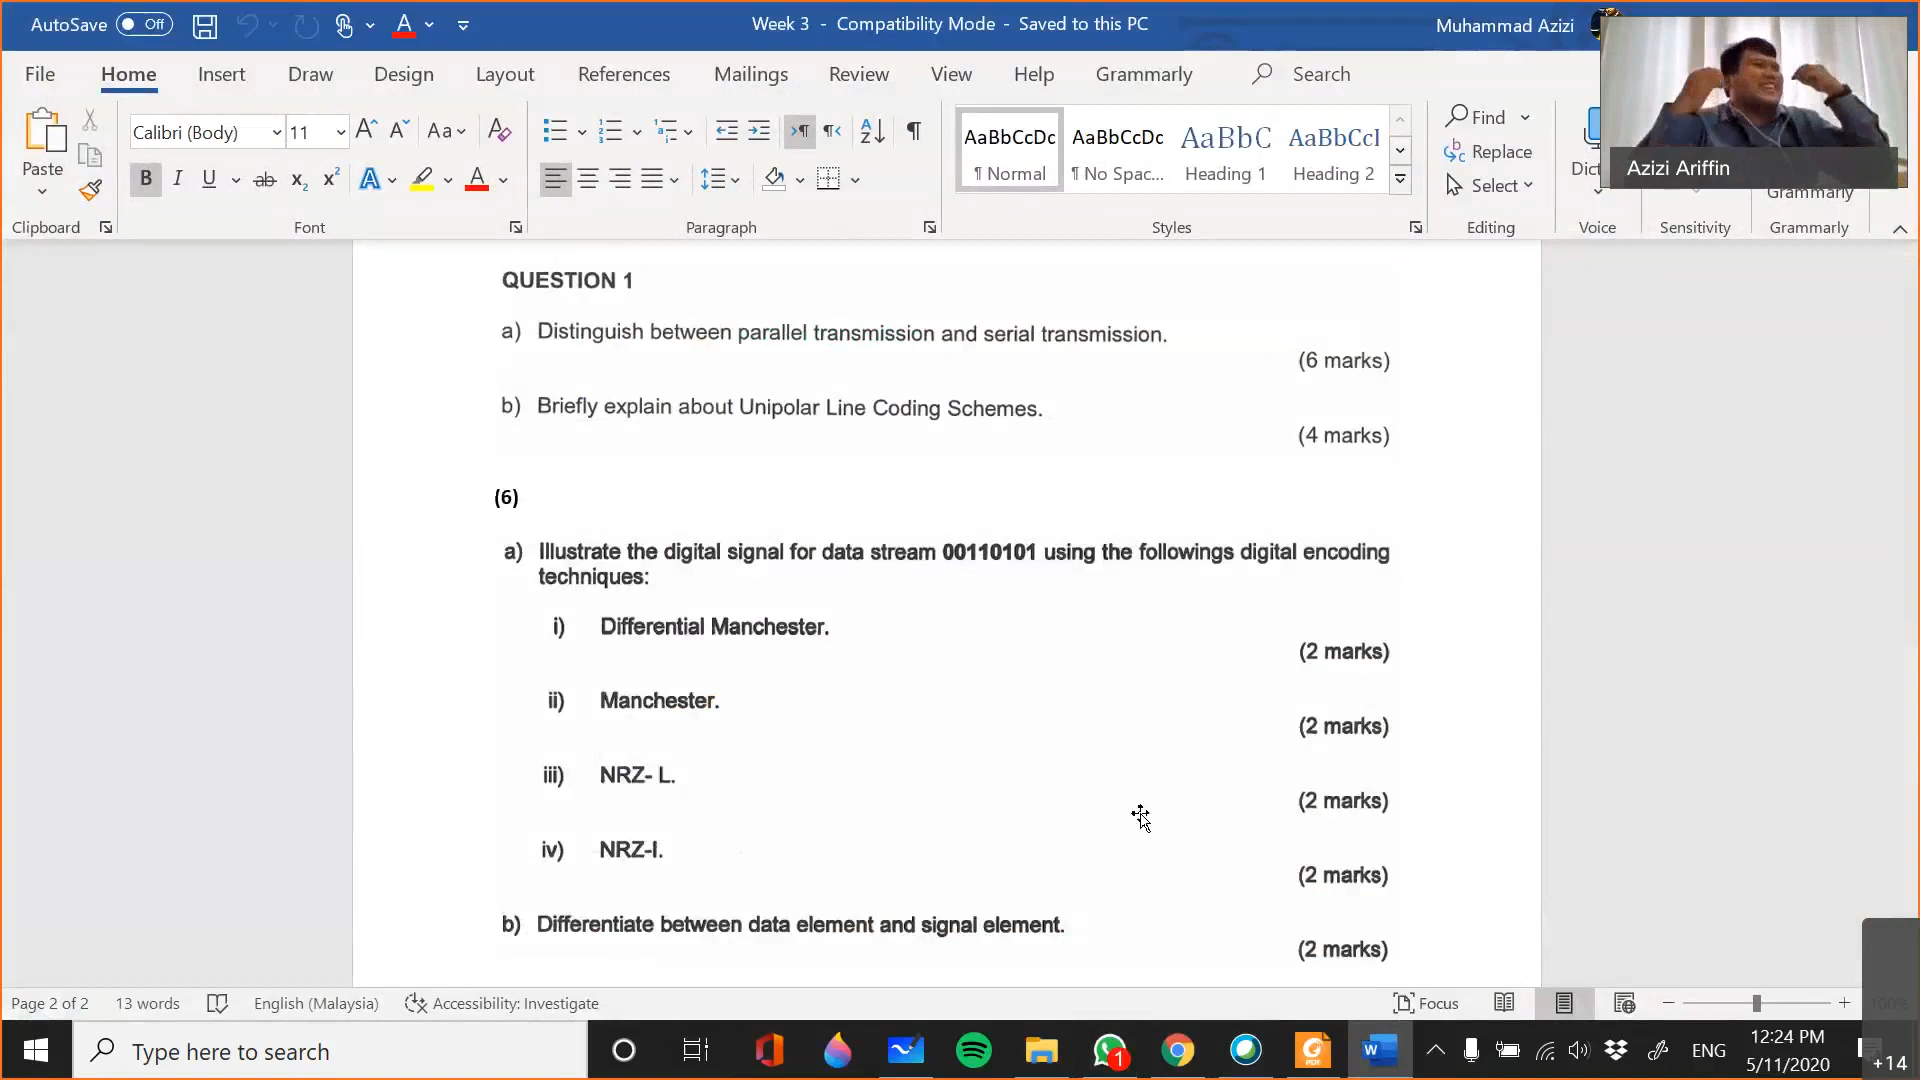 AutoSave Off
Week 3 - Compatibility Mode - Saved to this PC
Muhammad Azizi
File Home Insert Draw Design Layout References Mailings Review View Help Grammarly Search
Calibri (Body) 11
Aa
Paste
B I U ab x₂ x² A A
AaBbCcDc AaBbCcDc AaBbC AaBbCcI
¶ Normal ¶ No Spac... Heading 1 Heading 2
Find
Replace
Select
Dict
Azizi Ariffin
Grammarly
Clipboard Font Paragraph Styles Editing Voice Sensitivity Grammarly
QUESTION 1
a) Distinguish between parallel transmission and serial transmission.
(6 marks)
b) Briefly explain about Unipolar Line Coding Schemes.
(4 marks)
(6)
a) Illustrate the digital signal for data stream 00110101 using the followings digital encoding
techniques:
i) Differential Manchester.
(2 marks)
ii) Manchester.
(2 marks)
iii) NRZ- L.
(2 marks)
iv) NRZ-I.
(2 marks)
b) Differentiate between data element and signal element.
(2 marks)
Page 2 of 2 13 words English (Malaysia) Accessibility: Investigate Focus
Type here to search
1
ENG
12:24 PM
5/11/2020
+14